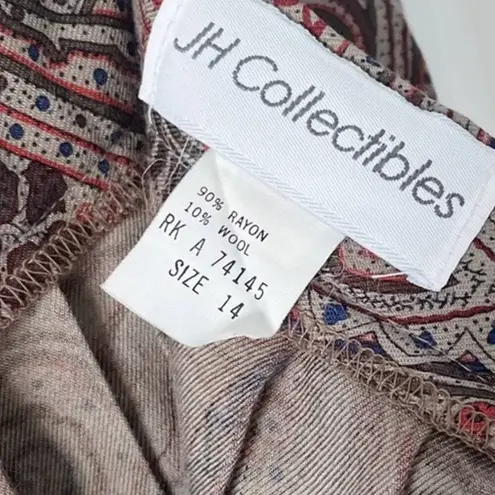 JH Collectibles
90% RAYON
10% WOOL
RK A 74145
SIZE 14